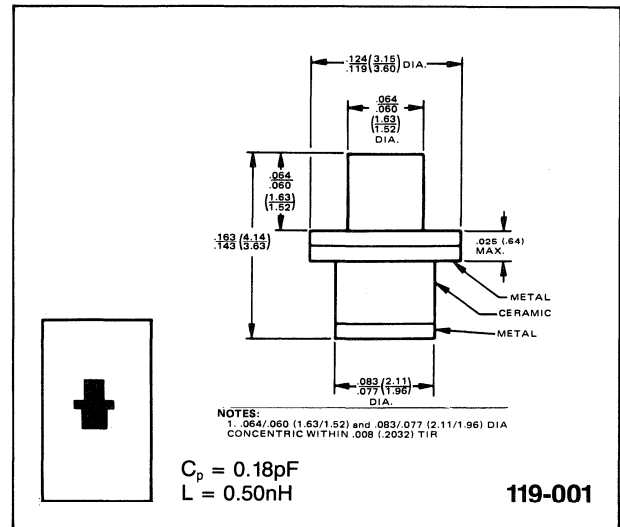 .124 (3.15)
.119 (3.60) DIA.
.064
.060
(1.63)
(1.52)
DIA.
.064
.060
(1.63)
(1.52)
.163 (4.14)
.143 (3.63)
.025 (.64)
MAX.
METAL
CERAMIC
METAL
.083 (2.11)
.077 (1.96)
DIA.
NOTES:
1. .064/.060 (1.63/1.52) and .083/.077 (2.11/1.96) DIA
CONCENTRIC WITHIN .008 (.2032) TIR
Cp = 0.18pF
L = 0.50nH
119-001